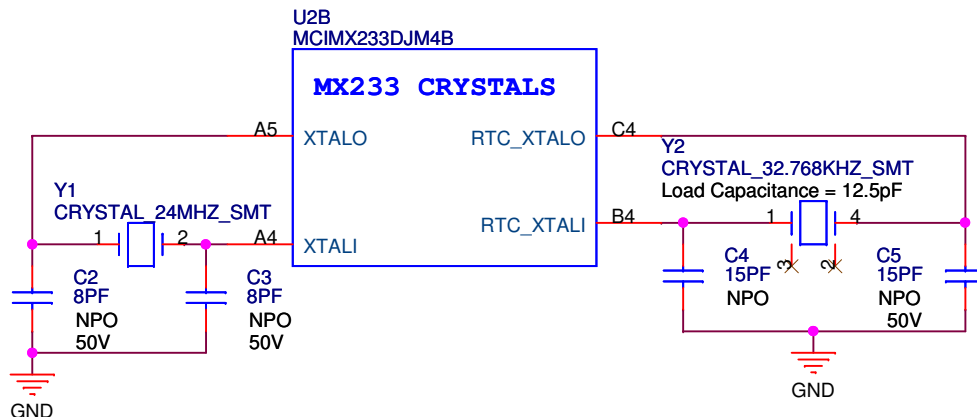 U2B
MCIMX233DJM4B
MX233 CRYSTALS
A5
XTALO
RTC_XTALO
C4
Y2
CRYSTAL_32.768KHZ_SMT
Load Capacitance = 12.5pF
Y1
CRYSTAL_24MHZ_SMT
1
2
A4
XTALI
RTC_XTALI
B4
1
4
3
2
C2
8PF
NPO
50V
C3
8PF
NPO
50V
C4
15PF
NPO
C5
15PF
NPO
50V
GND
GND